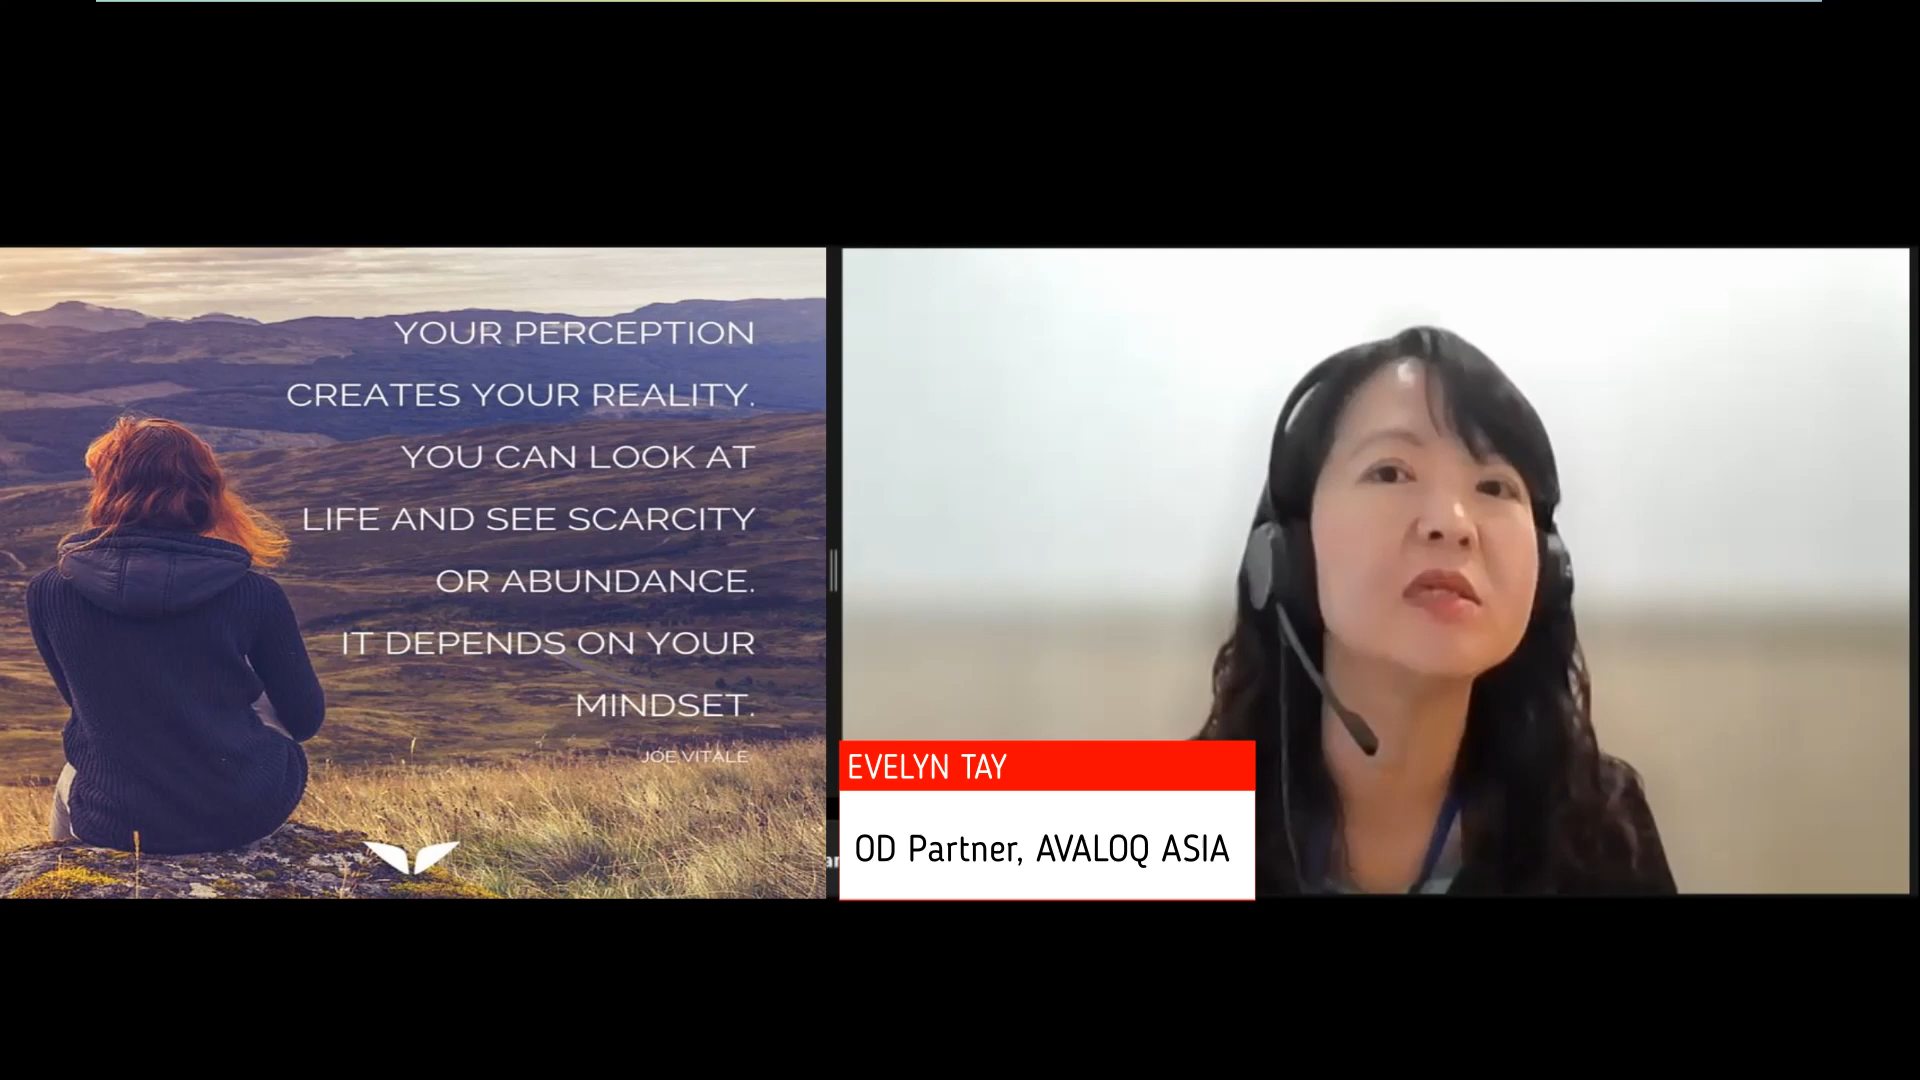 YOUR PERCEPTION
CREATES YOUR REALITY.
YOU CAN LOOK AT
LIFE AND SEE SCARCITY
OR ABUNDANCE.
IT DEPENDS ON YOUR
MINDSET.
JOE VITALE
EVELYN TAY
OD Partner, AVALOQ ASIA